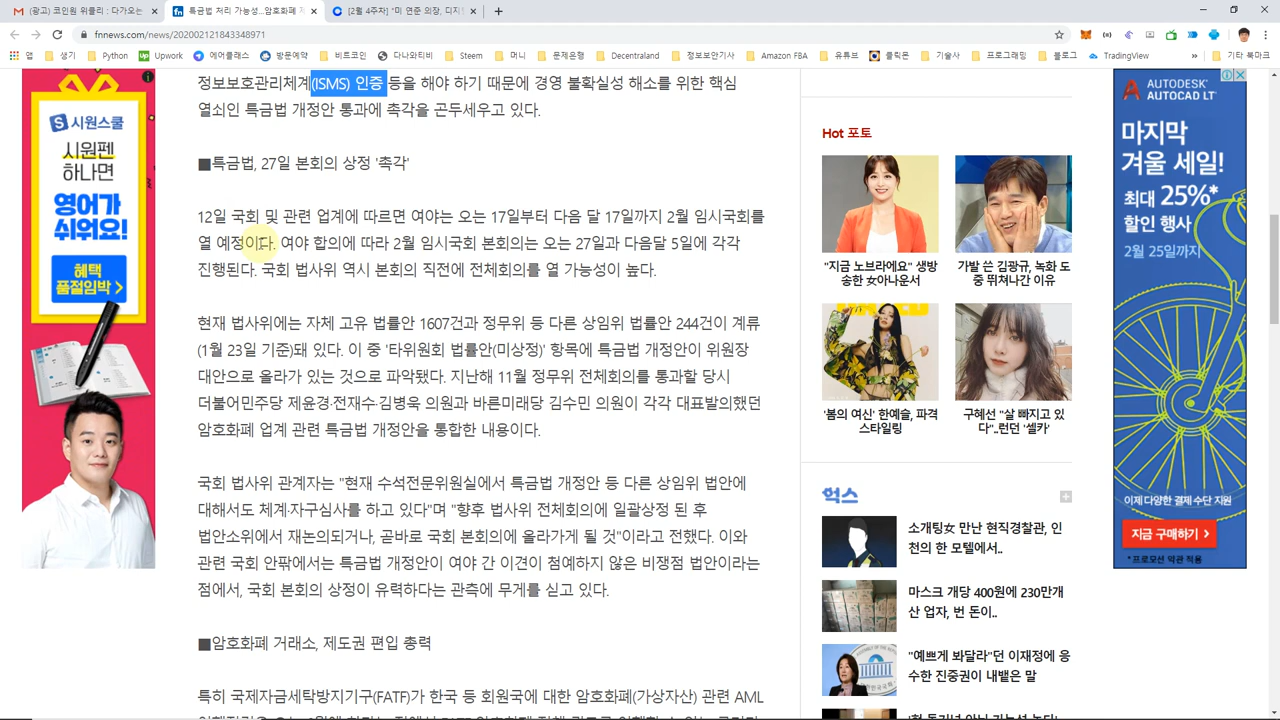 (광고) 코인원 위클리 : 다가오는
특금법 처리 가능성…암호화폐 제
[2월 4주차] "미 연준 의장, 디지털
fnnews.com/news/202002121843348971
앱
생기
Python
Upwork
에어클래스
방문예약
비트코인
다나와티비
Steem
머니
문제은행
Decentraland
정보보안기사
Amazon FBA
유튜브
클릭몬
기술사
프로그래밍
블로그
TradingView
»
기타 북마크
정보보호관리체계(ISMS) 인증 등을 해야 하기 때문에 경영 불확실성 해소를 위한 핵심
열쇠인 특금법 개정안 통과에 촉각을 곤두세우고 있다.
■특금법, 27일 본회의 상정 '촉각'
12일 국회 및 관련 업계에 따르면 여야는 오는 17일부터 다음 달 17일까지 2월 임시국회를
열 예정이다. 여야 합의에 따라 2월 임시국회 본회의는 오는 27일과 다음달 5일에 각각
진행된다. 국회 법사위 역시 본회의 직전에 전체회의를 열 가능성이 높다.
현재 법사위에는 자체 고유 법률안 1607건과 정무위 등 다른 상임위 법률안 244건이 계류
(1월 23일 기준)돼 있다. 이 중 '타위원회 법률안(미상정)' 항목에 특금법 개정안이 위원장
대안으로 올라가 있는 것으로 파악됐다. 지난해 11월 정무위 전체회의를 통과할 당시
더불어민주당 제윤경·전재수·김병욱 의원과 바른미래당 김수민 의원이 각각 대표발의했던
암호화폐 업계 관련 특금법 개정안을 통합한 내용이다.
국회 법사위 관계자는 "현재 수석전문위원실에서 특금법 개정안 등 다른 상임위 법안에
대해서도 체계·자구심사를 하고 있다"며 "향후 법사위 전체회의에 일괄상정 된 후
법안소위에서 재논의되거나, 곧바로 국회 본회의에 올라가게 될 것"이라고 전했다. 이와
관련 국회 안팎에서는 특금법 개정안이 여야 간 이견이 첨예하지 않은 비쟁점 법안이라는
점에서, 국회 본회의 상정이 유력하다는 관측에 무게를 싣고 있다.
■암호화폐 거래소, 제도권 편입 총력
특히 국제자금세탁방지기구(FATF)가 한국 등 회원국에 대한 암호화폐(가상자산) 관련 AML
S 시원스쿨
시원펜
하나면
영어가
쉬워요!
혜택
품절임박 >
Hot 포토
"지금 노브라에요" 생방
송한 女아나운서
가발 쓴 김광규, 녹화 도
중 뛰쳐나간 이유
'봄의 여신' 한예슬, 파격
스타일링
구혜선 "살 빠지고 있
다"..런던 '셀카'
헉스
소개팅女 만난 현직경찰관, 인
천의 한 모텔에서..
마스크 개당 400원에 230만개
산 업자, 번 돈이..
"예쁘게 봐달라"던 이재정에 응
수한 진중권이 내뱉은 말
AUTODESK®
AUTOCAD LT®
마지막
겨울 세일!
최대 25%*
할인 행사
2월 25일까지
이제 다양한 결제 수단 지원
지금 구매하기 >
*프로모션 약관 적용